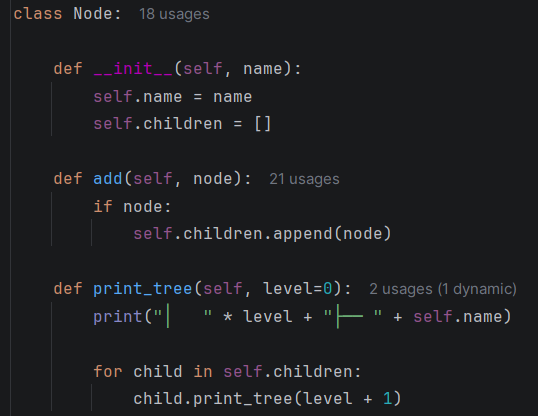 class Node:  18 usages
    def __init__(self, name):
        self.name = name
        self.children = []
    def add(self, node):  21 usages
        if node:
            self.children.append(node)
    def print_tree(self, level=0):  2 usages (1 dynamic)
        print("│   " * level + "├── " + self.name)
        for child in self.children:
            child.print_tree(level + 1)